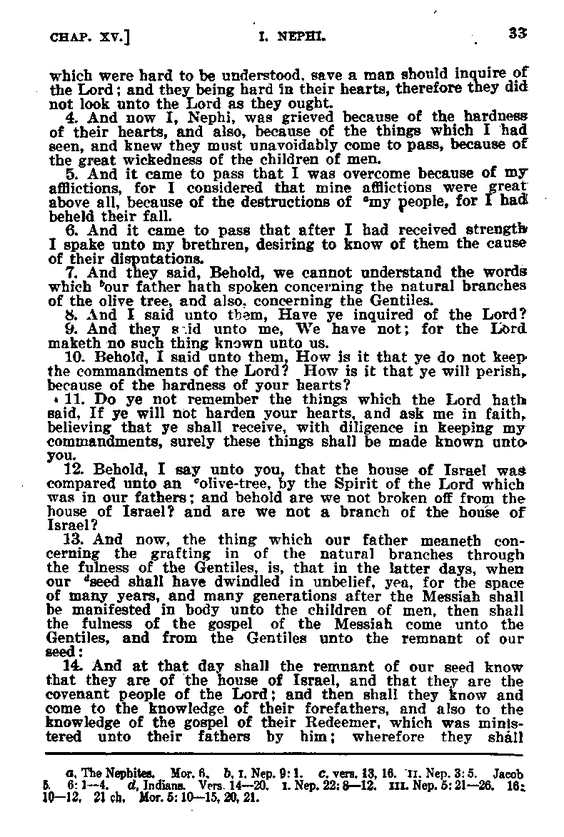 CHAP. XV.] I. NEPHI. 33
which were hard to be understood, save a man should inquire of
the Lord; and they being hard in their hearts, therefore they did
not look unto the Lord as they ought.
4. And now I, Nephi, was grieved because of the hardness
of their hearts, and also, because of the things which I had
seen, and knew they must unavoidably come to pass, because of
the great wickedness of the children of men.
5. And it came to pass that I was overcome because of my
afflictions, for I considered that mine afflictions were great
above all, because of the destructions of ᵃmy people, for I had
beheld their fall.
6. And it came to pass that after I had received strength
I spake unto my brethren, desiring to know of them the cause
of their disputations.
7. And they said, Behold, we cannot understand the words
which ᵇour father hath spoken concerning the natural branches
of the olive tree, and also, concerning the Gentiles.
8. And I said unto them, Have ye inquired of the Lord?
9. And they said unto me, We have not; for the Lord
maketh no such thing known unto us.
10. Behold, I said unto them, How is it that ye do not keep
the commandments of the Lord? How is it that ye will perish,
because of the hardness of your hearts?
11. Do ye not remember the things which the Lord hath
said, If ye will not harden your hearts, and ask me in faith,
believing that ye shall receive, with diligence in keeping my
commandments, surely these things shall be made known unto
you.
12. Behold, I say unto you, that the house of Israel was
compared unto an ᶜolive-tree, by the Spirit of the Lord which
was in our fathers; and behold are we not broken off from the
house of Israel? and are we not a branch of the house of
Israel?
13. And now, the thing which our father meaneth con-
cerning the grafting in of the natural branches through
the fulness of the Gentiles, is, that in the latter days, when
our ᵈseed shall have dwindled in unbelief, yea, for the space
of many years, and many generations after the Messiah shall
be manifested in body unto the children of men, then shall
the fulness of the gospel of the Messiah come unto the
Gentiles, and from the Gentiles unto the remnant of our
seed:
14. And at that day shall the remnant of our seed know
that they are of the house of Israel, and that they are the
covenant people of the Lord; and then shall they know and
come to the knowledge of their forefathers, and also to the
knowledge of the gospel of their Redeemer, which was minis-
tered unto their fathers by him; wherefore they shall
a, The Nephites. Mor. 6. b, I. Nep. 9:1. c, vers. 13, 16. II. Nep. 3:5. Jacob
5. 6:1—4. d, Indians. Vers. 14—20. I. Nep. 22:8—12. III. Nep. 5:21—26. 16:
10—12. 21 ch. Mor. 5:10—15, 20, 21.